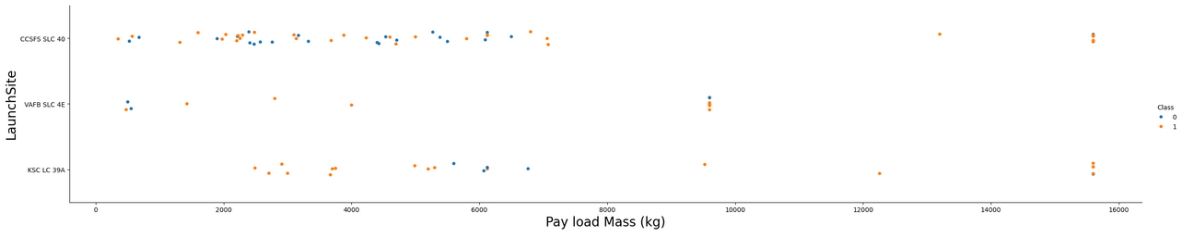 CCSFS SLC 40
VAFB SLC 4E
KSC LC 39A
LaunchSite
0 2000 4000 6000 8000 10000 12000 14000 16000
Pay load Mass (kg)
Class
0
1